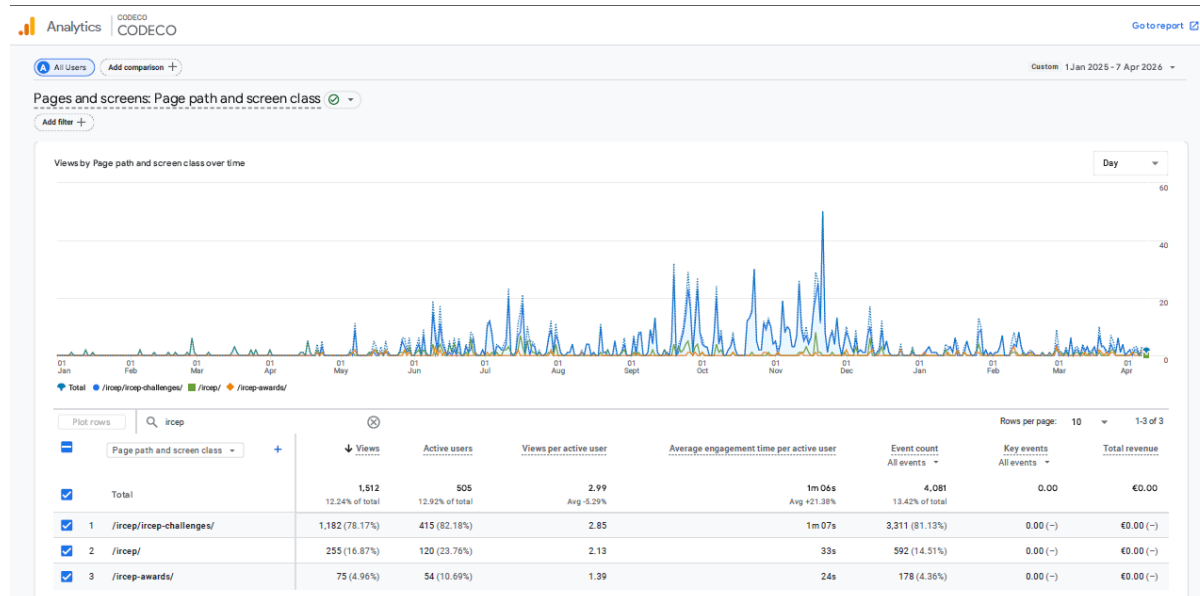 Analytics
CODECO
CODECO
Go to report
A All Users
Add comparison +
Custom 1 Jan 2025 - 7 Apr 2026
Pages and screens: Page path and screen class
Add filter +
Views by Page path and screen class over time
Day
60
40
20
0
01 Jan
01 Feb
01 Mar
01 Apr
01 May
01 Jun
01 Jul
01 Aug
01 Sept
01 Oct
01 Nov
01 Dec
01 Jan
01 Feb
01 Mar
01 Apr
Total /ircep/ircep-challenges/ /ircep/ /ircep-awards/
Plot rows
ircep
Rows per page: 10 1-3 of 3
Page path and screen class +
Views Active users Views per active user Average engagement time per active user Event count Key events Total revenue
All events All events
Total 1,512 505 2.99 1m 06s 4,081 0.00 €0.00
12.24% of total 12.92% of total Avg -5.29% Avg +21.38% 13.42% of total
1 /ircep/ircep-challenges/ 1,182 (78.17%) 415 (82.18%) 2.85 1m 07s 3,311 (81.13%) 0.00 (–) €0.00 (–)
2 /ircep/ 255 (16.87%) 120 (23.76%) 2.13 33s 592 (14.51%) 0.00 (–) €0.00 (–)
3 /ircep-awards/ 75 (4.96%) 54 (10.69%) 1.39 24s 178 (4.36%) 0.00 (–) €0.00 (–)